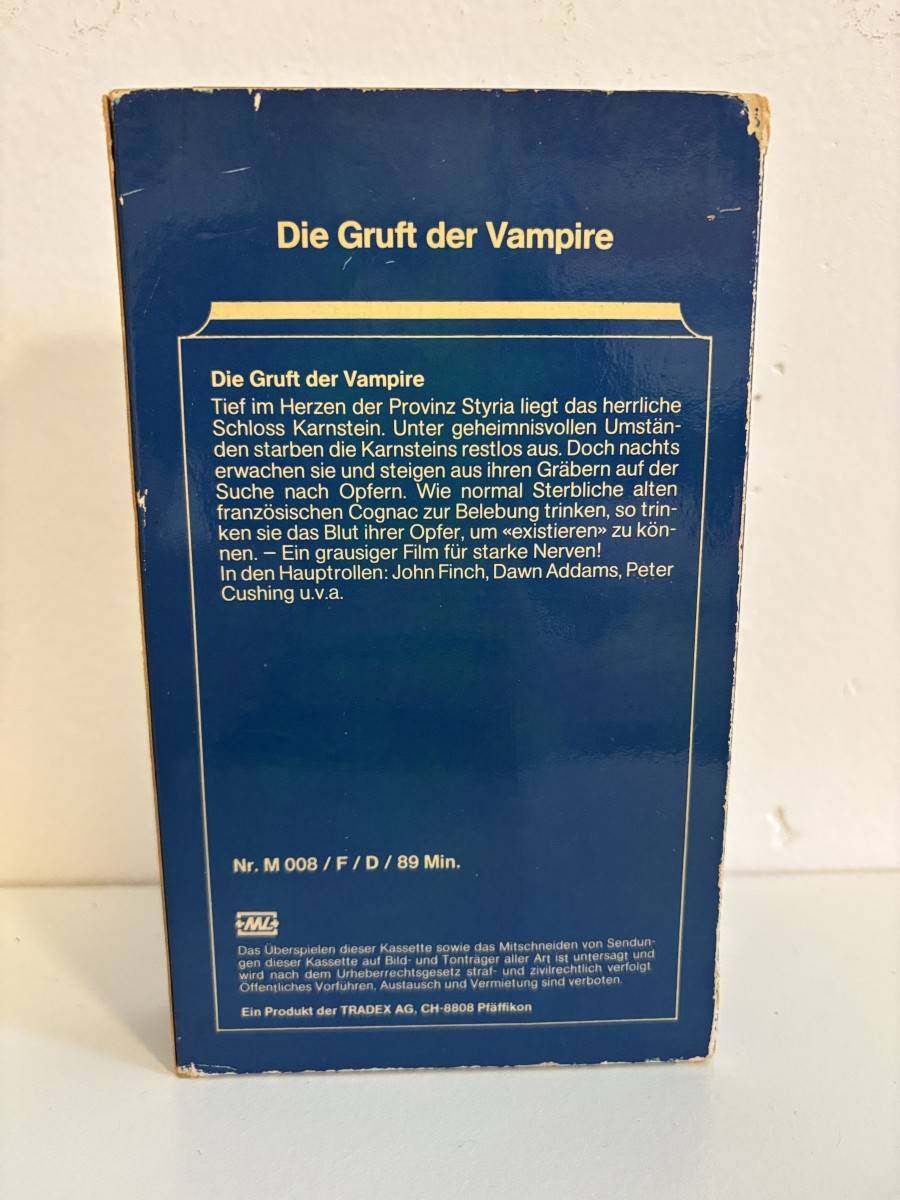 Die Gruft der Vampire
Die Gruft der Vampire
Tief im Herzen der Provinz Styria liegt das herrliche
Schloss Karnstein. Unter geheimnisvollen Umstän-
den starben die Karnsteins restlos aus. Doch nachts
erwachen sie und steigen aus ihren Gräbern auf der
Suche nach Opfern. Wie normal Sterbliche alten
französischen Cognac zur Belebung trinken, so trin-
ken sie das Blut ihrer Opfer, um «existieren» zu kön-
nen. – Ein grausiger Film für starke Nerven!
In den Hauptrollen: John Finch, Dawn Addams, Peter
Cushing u.v.a.
Nr. M 008 / F / D / 89 Min.
ML
Das Überspielen dieser Kassette sowie das Mitschneiden von Sendun-
gen dieser Kassette auf Bild- und Tonträger aller Art ist untersagt und
wird nach dem Urheberrechtsgesetz straf- und zivilrechtlich verfolgt
Öffentliches Vorführen, Austausch und Vermietung sind verboten.
Ein Produkt der TRADEX AG, CH-8808 Pfäffikon